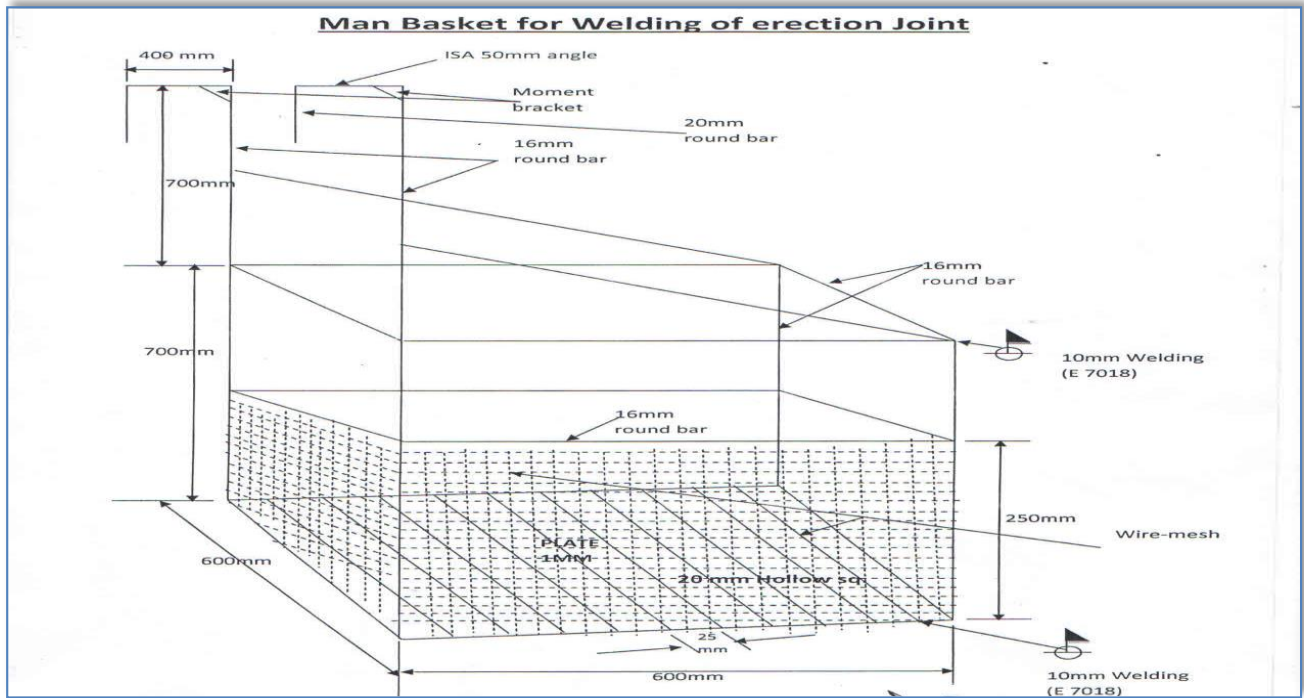 Man Basket for Welding of erection Joint
400 mm
ISA 50mm angle
Moment
bracket
20mm
round bar
16mm
round bar
700mm
16mm
round bar
700mm
10mm Welding
(E 7018)
16mm
round bar
250mm
Wire-mesh
PLATE
1MM
600mm
20 mm Hollow sq.
25
mm
600mm
10mm Welding
(E 7018)